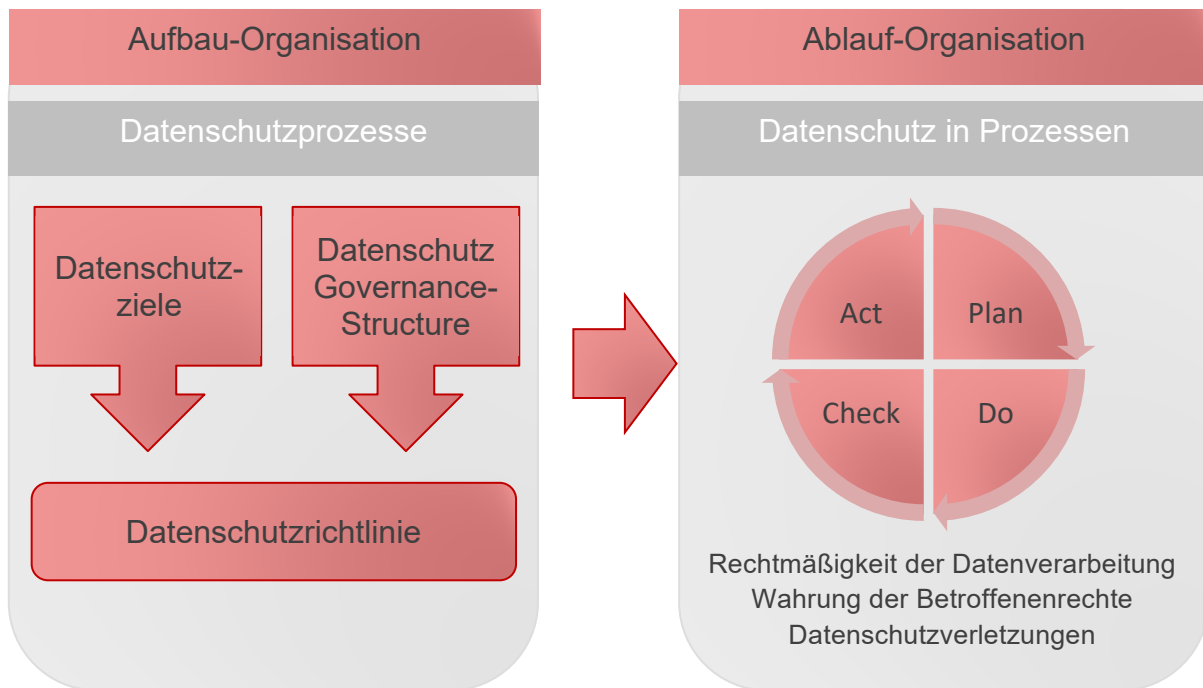 Aufbau-Organisation
Datenschutzprozesse
Datenschutz-
ziele
Datenschutz
Governance-
Structure
Datenschutzrichtlinie
Ablauf-Organisation
Datenschutz in Prozessen
Act
Plan
Check
Do
Rechtmäßigkeit der Datenverarbeitung
Wahrung der Betroffenenrechte
Datenschutzverletzungen